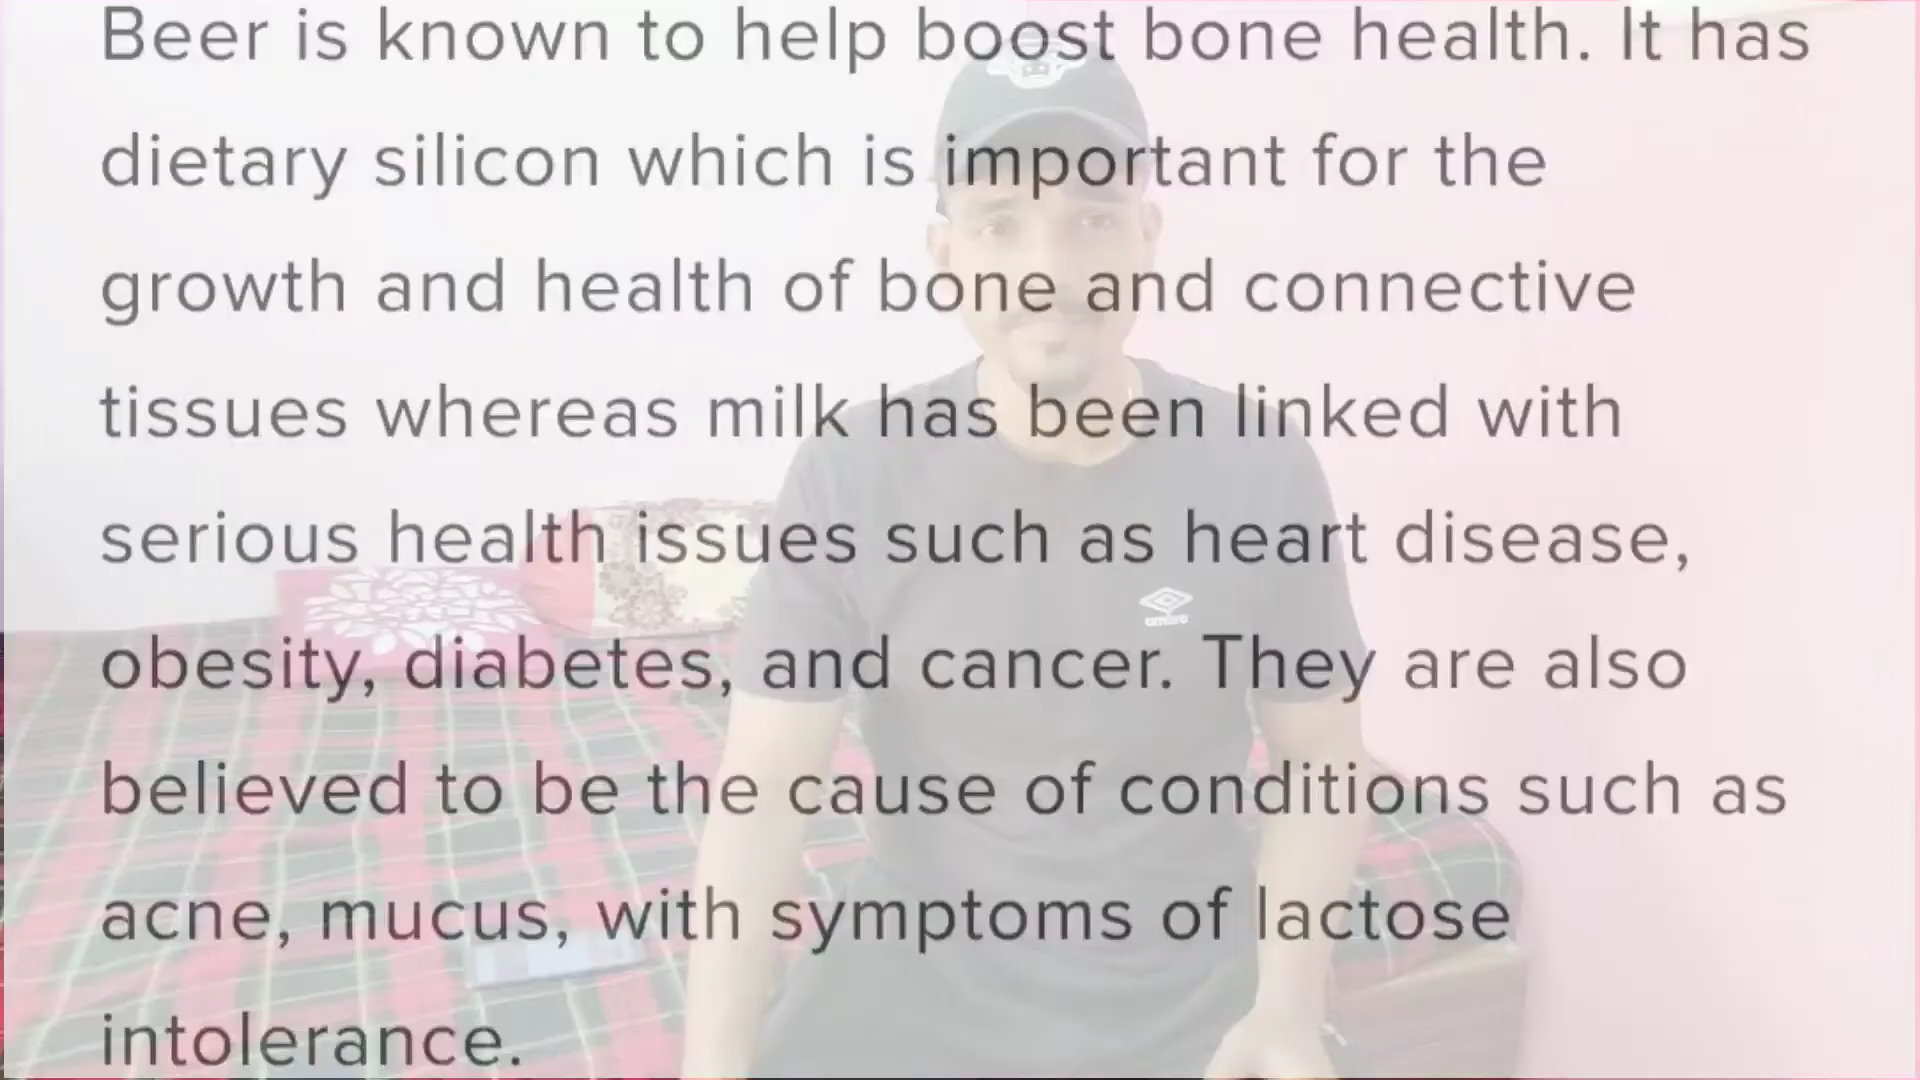 Beer is known to help boost bone health. It has
dietary silicon which is important for the
growth and health of bone and connective
tissues whereas milk has been linked with
serious health issues such as heart disease,
obesity, diabetes, and cancer. They are also
believed to be the cause of conditions such as
acne, mucus, with symptoms of lactose
intolerance.
umbro